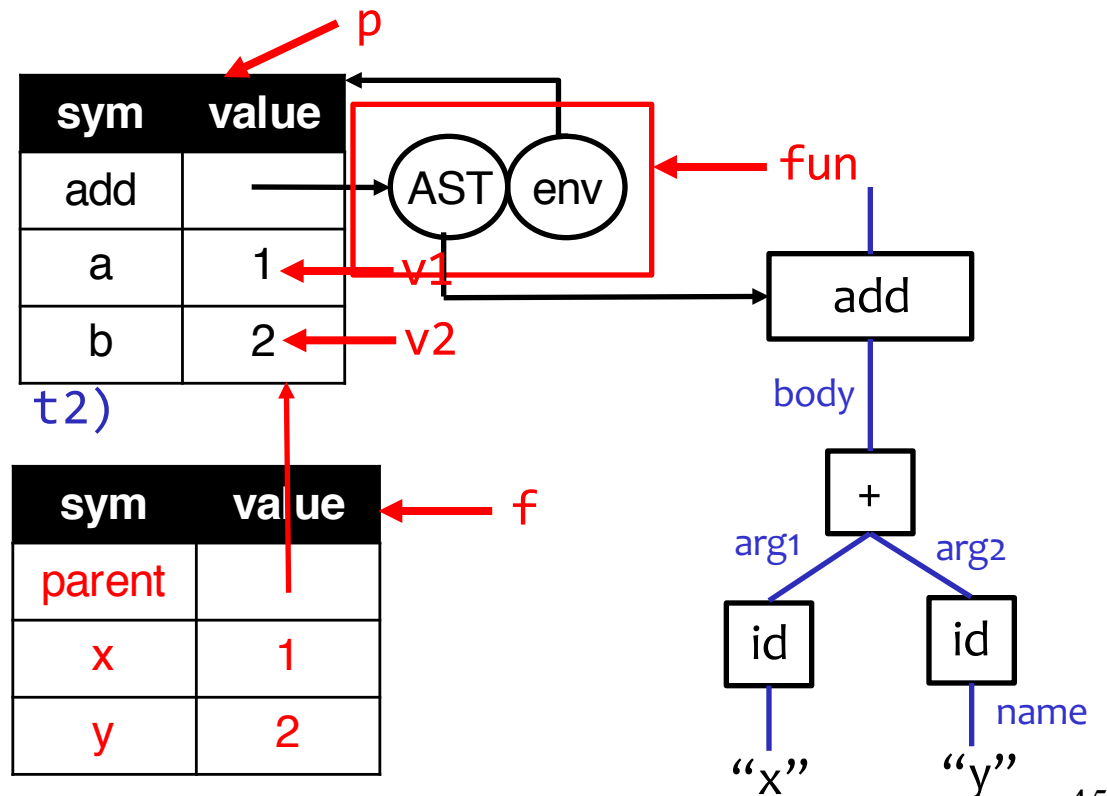 p
sym value
add
AST env
fun
a 1
v1
add
b 2
v2
t2)
body
sym value
f
+
parent
arg1 arg2
x 1
id id
y 2
name
“x” “y”